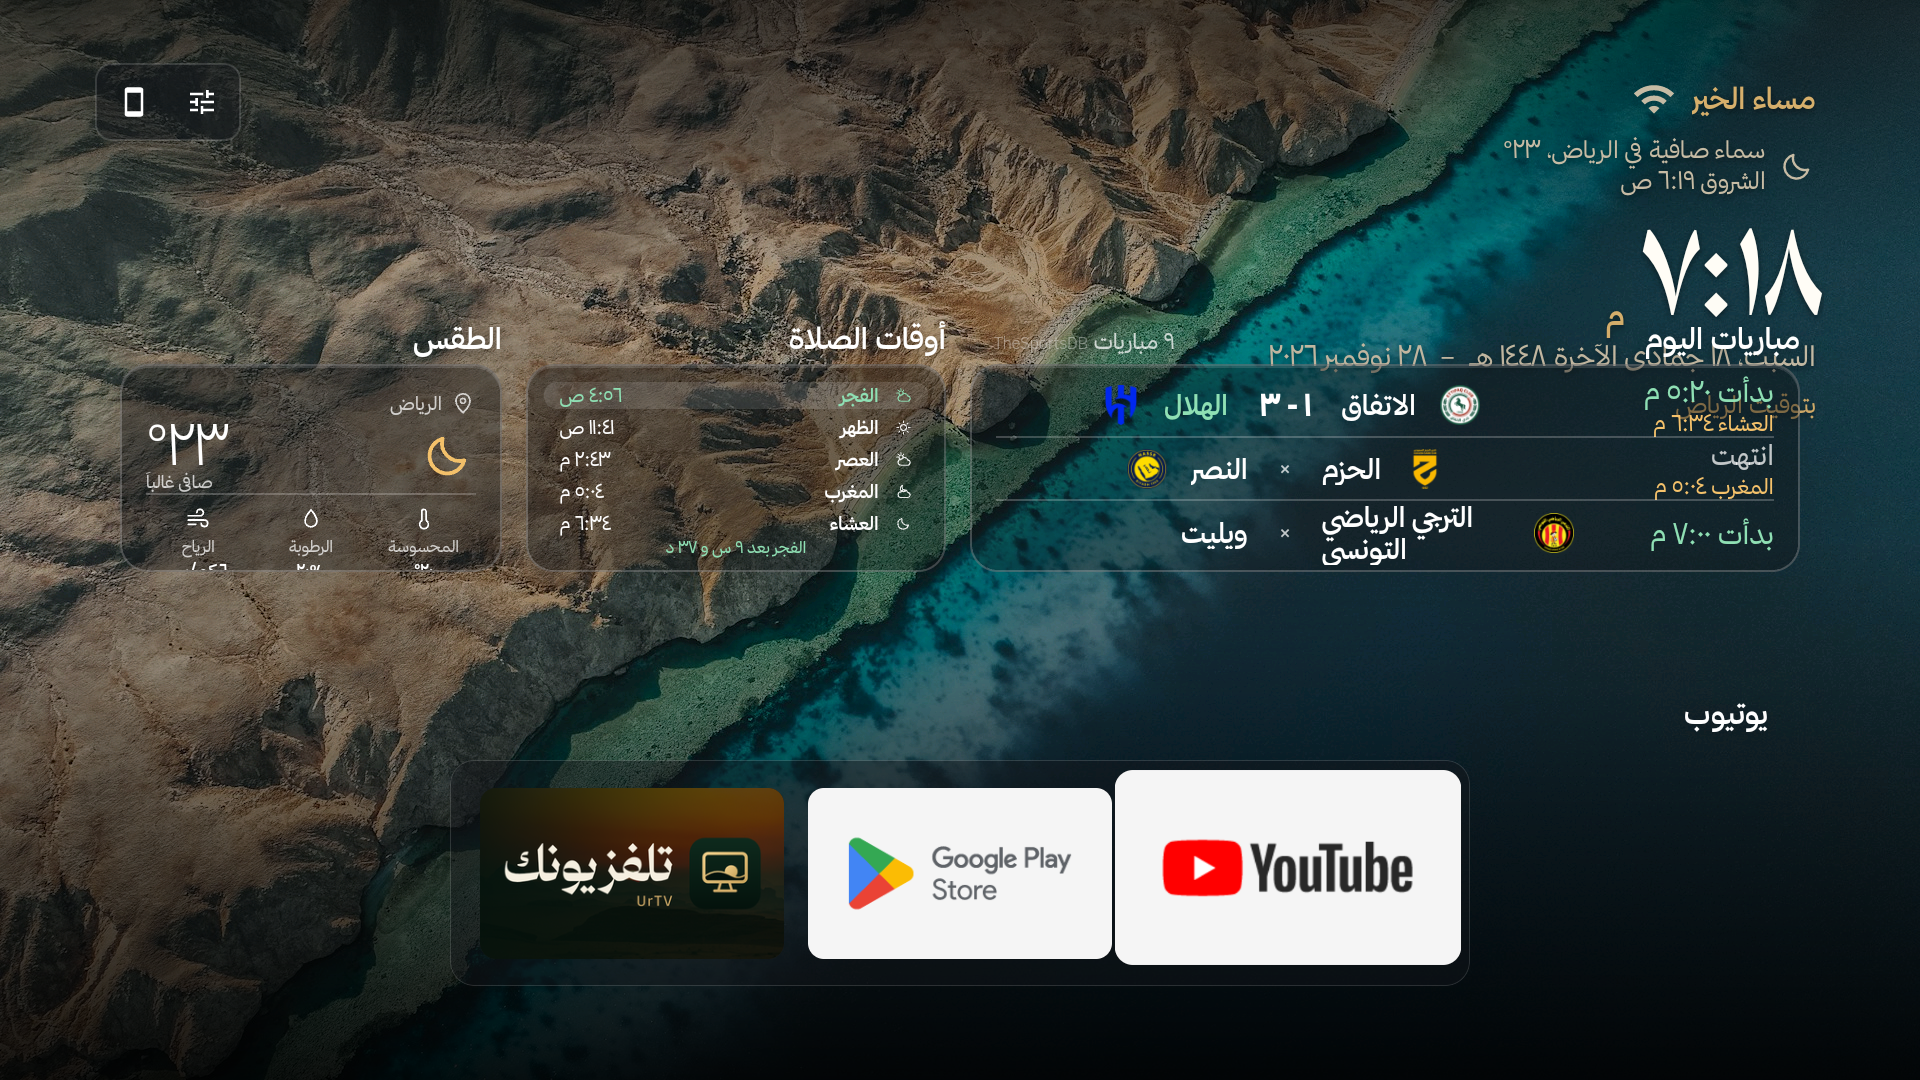 مساء الخير
سماء صافية في الرياض، ٢٣°
الشروق ٦:١٩ ص
٧:١٨ م
السبت، ١٨ جمادى الآخرة ١٤٤٨ هـ – ٢٨ نوفمبر ٢٠٢٦
بتوقيت الرياض
مباريات اليوم
٩ مباريات TheSportsDB
بدأت ٥:٢٠ م
العشاء ٦:٣٤ م
الاتفاق ١ - ٣ الهلال
انتهت
المغرب ٥:٠٤ م
الحزم × النصر
بدأت ٧:٠٠ م
الترجي الرياضي التونسي × ويليت
أوقات الصلاة
الفجر ٤:٥٦ ص
الظهر ١١:٤١ ص
العصر ٢:٤٣ م
المغرب ٥:٠٤ م
العشاء ٦:٣٤ م
الفجر بعد ٩ س و ٣٧ د
الطقس
الرياض
٢٣°
صافي غالباً
المحسوسة
الرطوبة
الرياح
يوتيوب
YouTube
Google Play
Store
تلفزيونك
UrTV